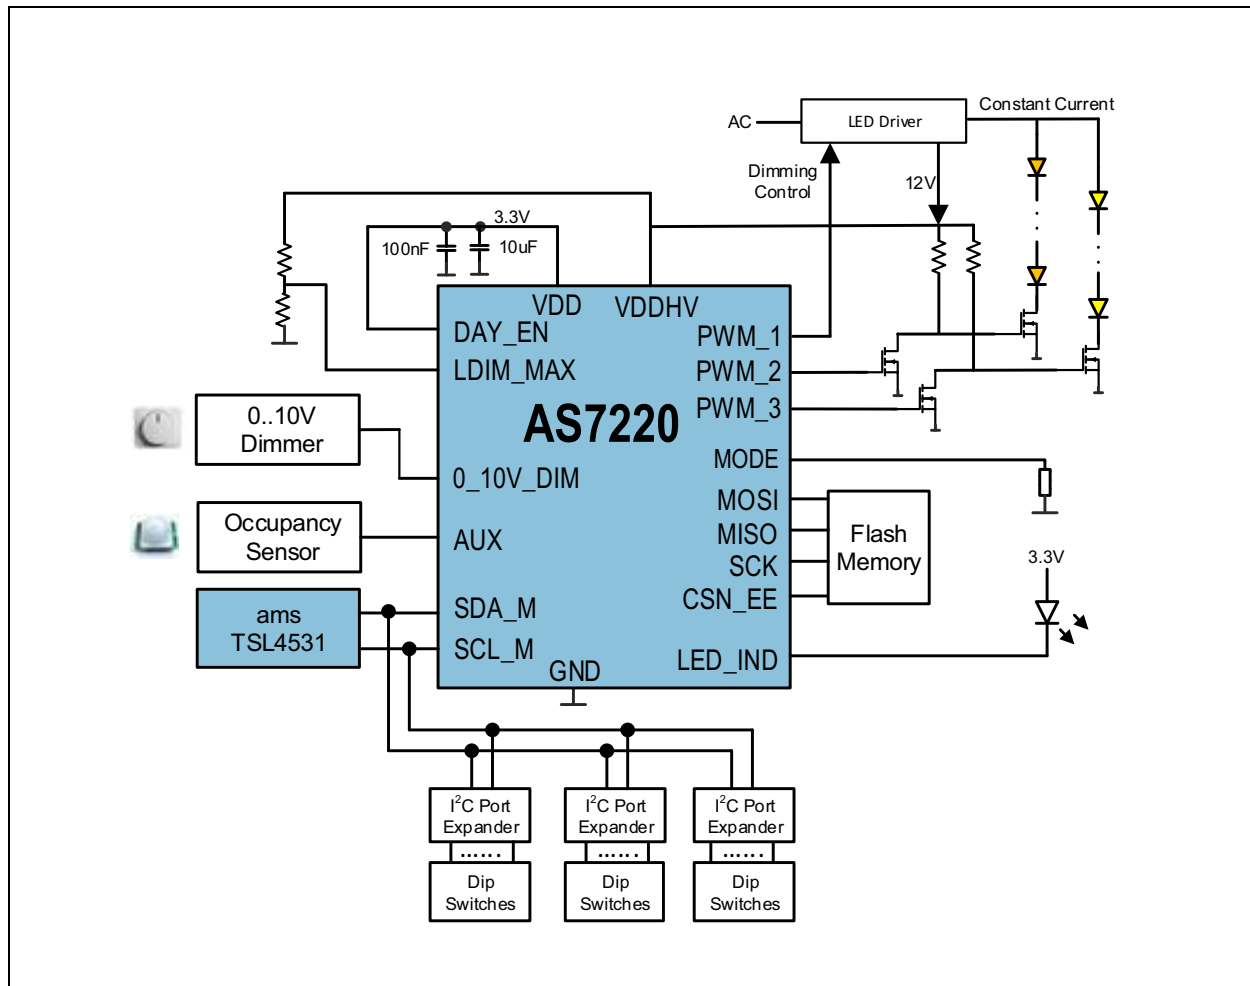 Constant Current
AC
LED Driver
Dimming
Control
12V
3.3V
100nF
10uF
VDD
VDDHV
DAY_EN
PWM_1
LDIM_MAX
PWM_2
PWM_3
AS7220
0..10V
Dimmer
MODE
0_10V_DIM
MOSI
Occupancy
Sensor
MISO
Flash
Memory
AUX
SCK
3.3V
CSN_EE
ams
TSL4531
SDA_M
SCL_M
LED_IND
GND
I²C Port
Expander
I²C Port
Expander
I²C Port
Expander
......
......
......
Dip
Switches
Dip
Switches
Dip
Switches